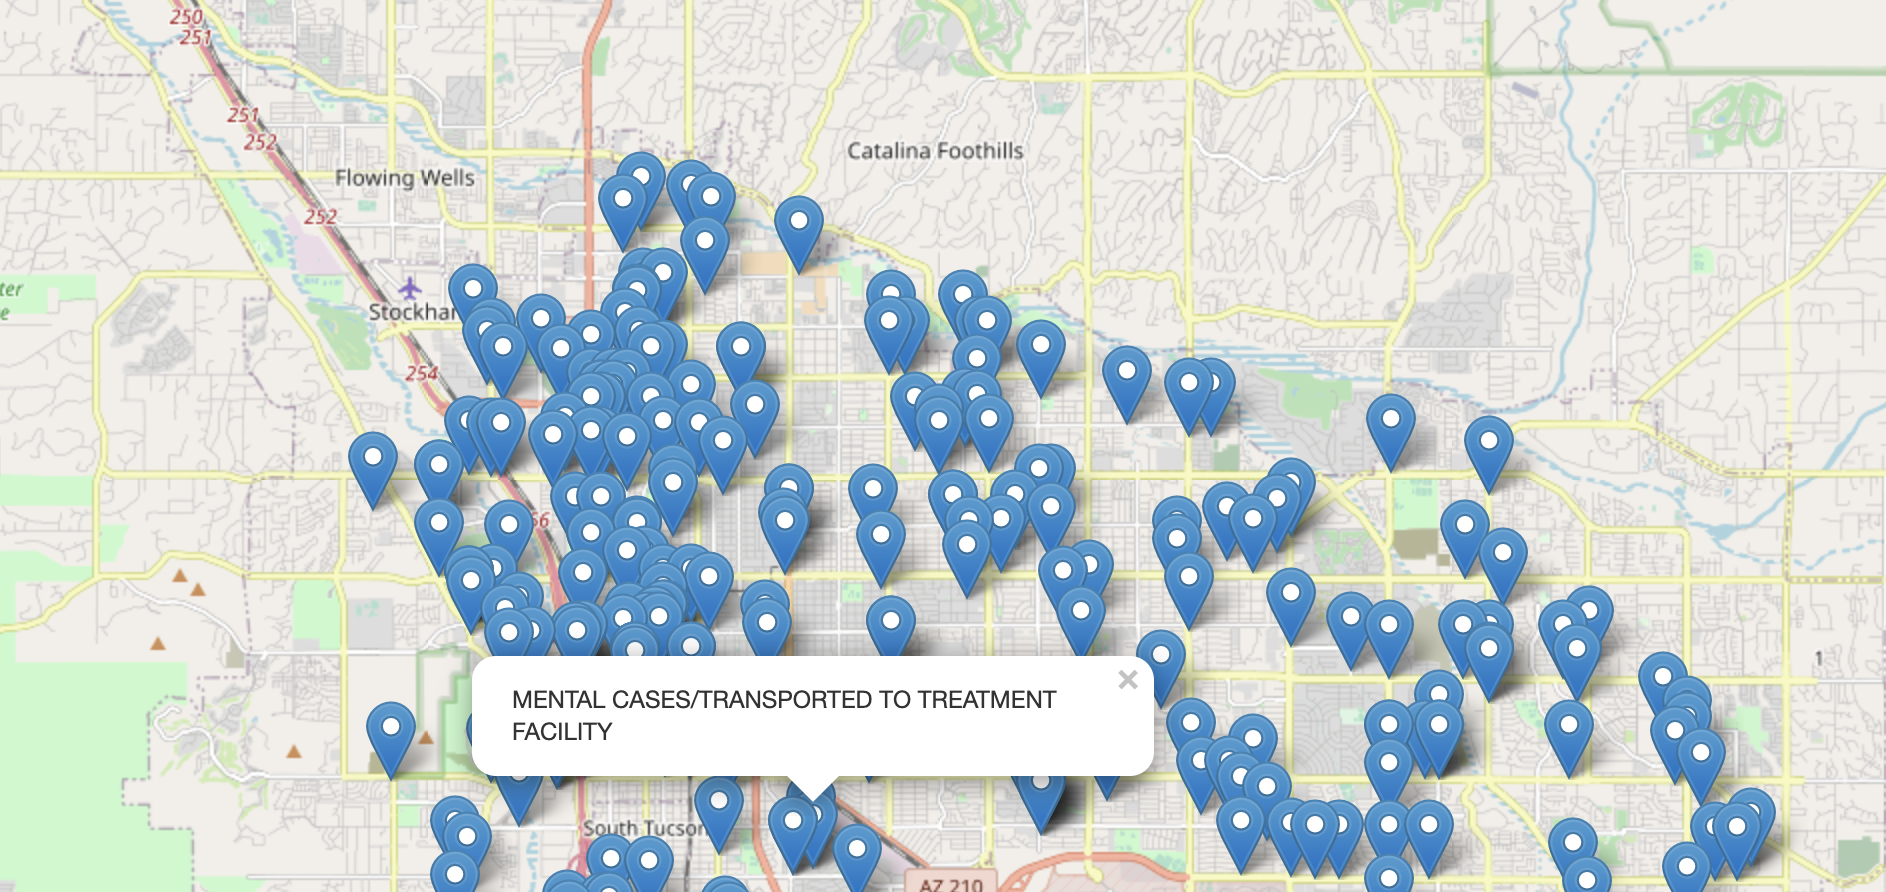 250
251
251
252
Catalina Foothills
Flowing Wells
252
ter
e
Stockhar
254
56
1
×
MENTAL CASES/TRANSPORTED TO TREATMENT
FACILITY
South Tucson
AZ 210